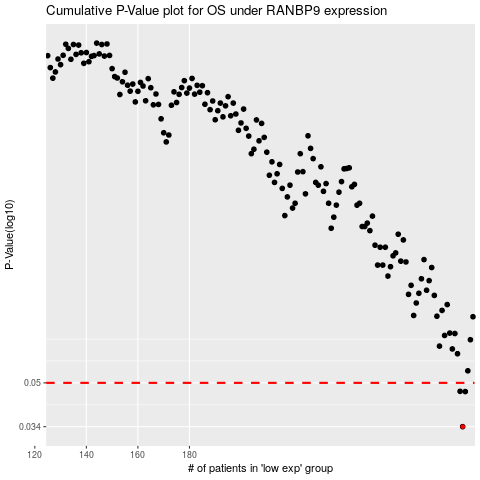 Cumulative P-Value plot for OS under RANBP9 expression
P-Value(log10)
0.05
0.034
120 140 160 180
# of patients in 'low exp' group